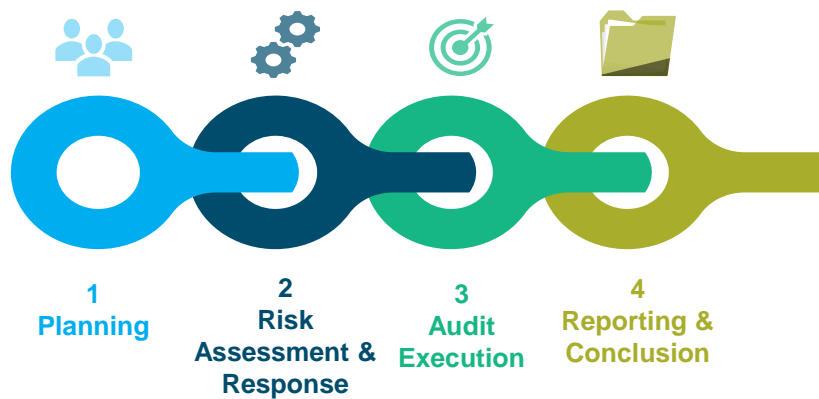 1
Planning
2
Risk
Assessment &
Response
3
Audit
Execution
4
Reporting &
Conclusion